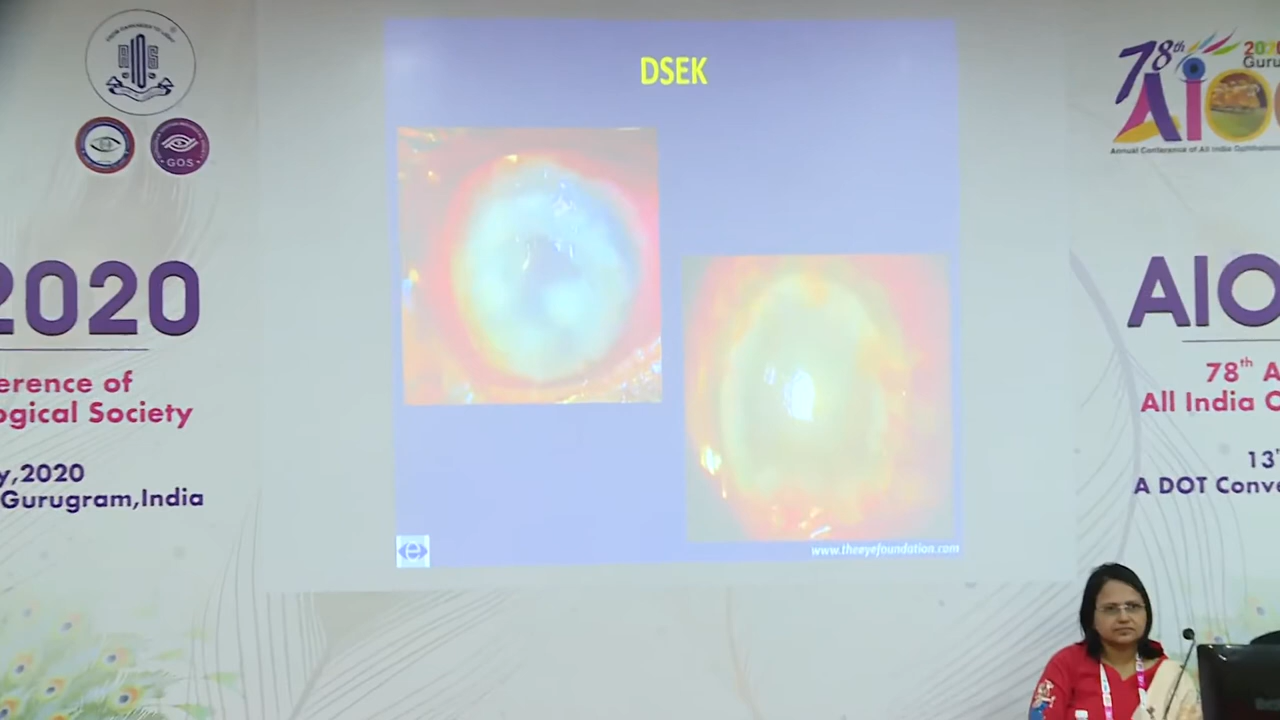 G.O.S.
2020
erence of
ogical Society
y,2020
Gurugram,India
DSEK
e
www.theeyefoundation.com
78th
2020
Guru
AIOC
Annual Conference of All India Ophthalmo
AIO
78th A
All India O
13
A DOT Conve